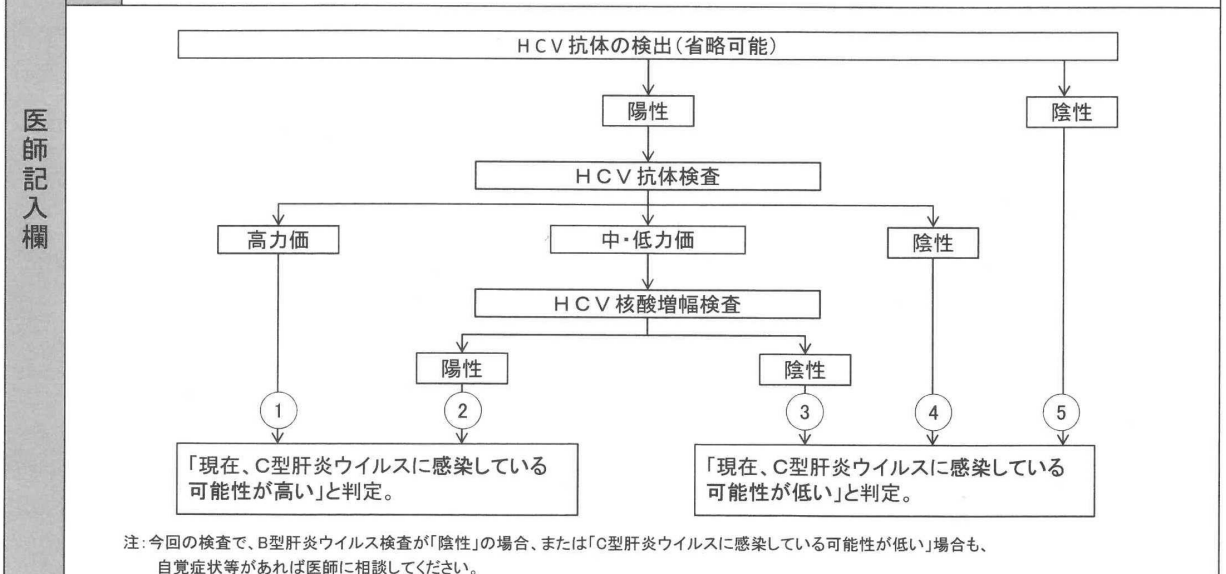 医師記入欄
HCV抗体の検出(省略可能)
陽性
陰性
HCV抗体検査
高力価
中・低力価
陰性
HCV核酸増幅検査
陽性
陰性
1
2
3
4
5
「現在、C型肝炎ウイルスに感染している
可能性が高い」と判定。
「現在、C型肝炎ウイルスに感染している
可能性が低い」と判定。
注:今回の検査で、B型肝炎ウイルス検査が「陰性」の場合、または「C型肝炎ウイルスに感染している可能性が低い」場合も、
自覚症状等があれば医師に相談してください。